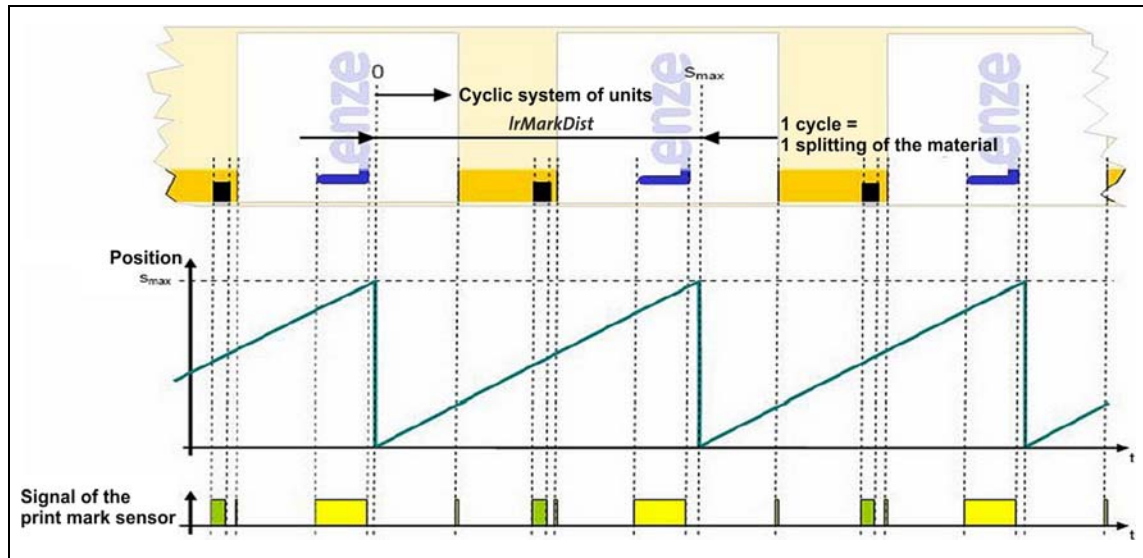 Lenze
Lenze
Lenze
0
Smax
Cyclic system of units
lrMarkDist
1 cycle =
1 splitting of the material
Position
Smax
t
Signal of the
print mark sensor
t